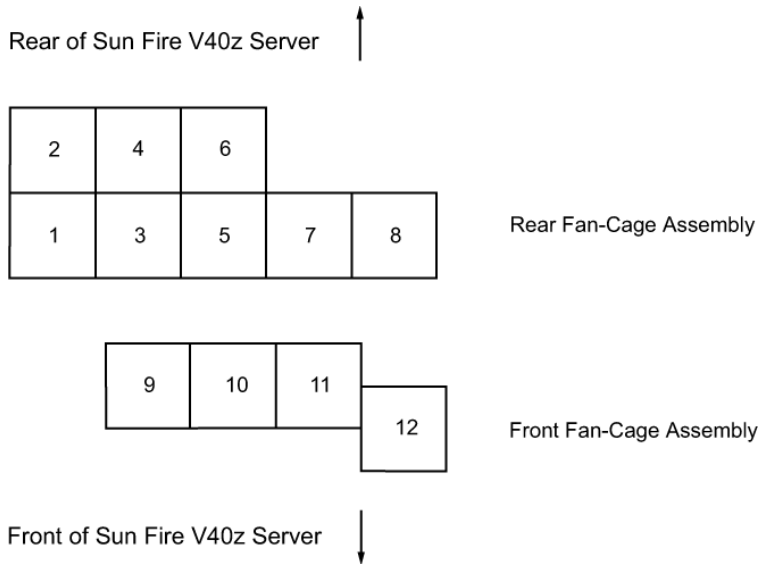 Rear of Sun Fire V40z Server
2 4 6
1 3 5 7 8
Rear Fan-Cage Assembly
9 10 11
12
Front Fan-Cage Assembly
Front of Sun Fire V40z Server